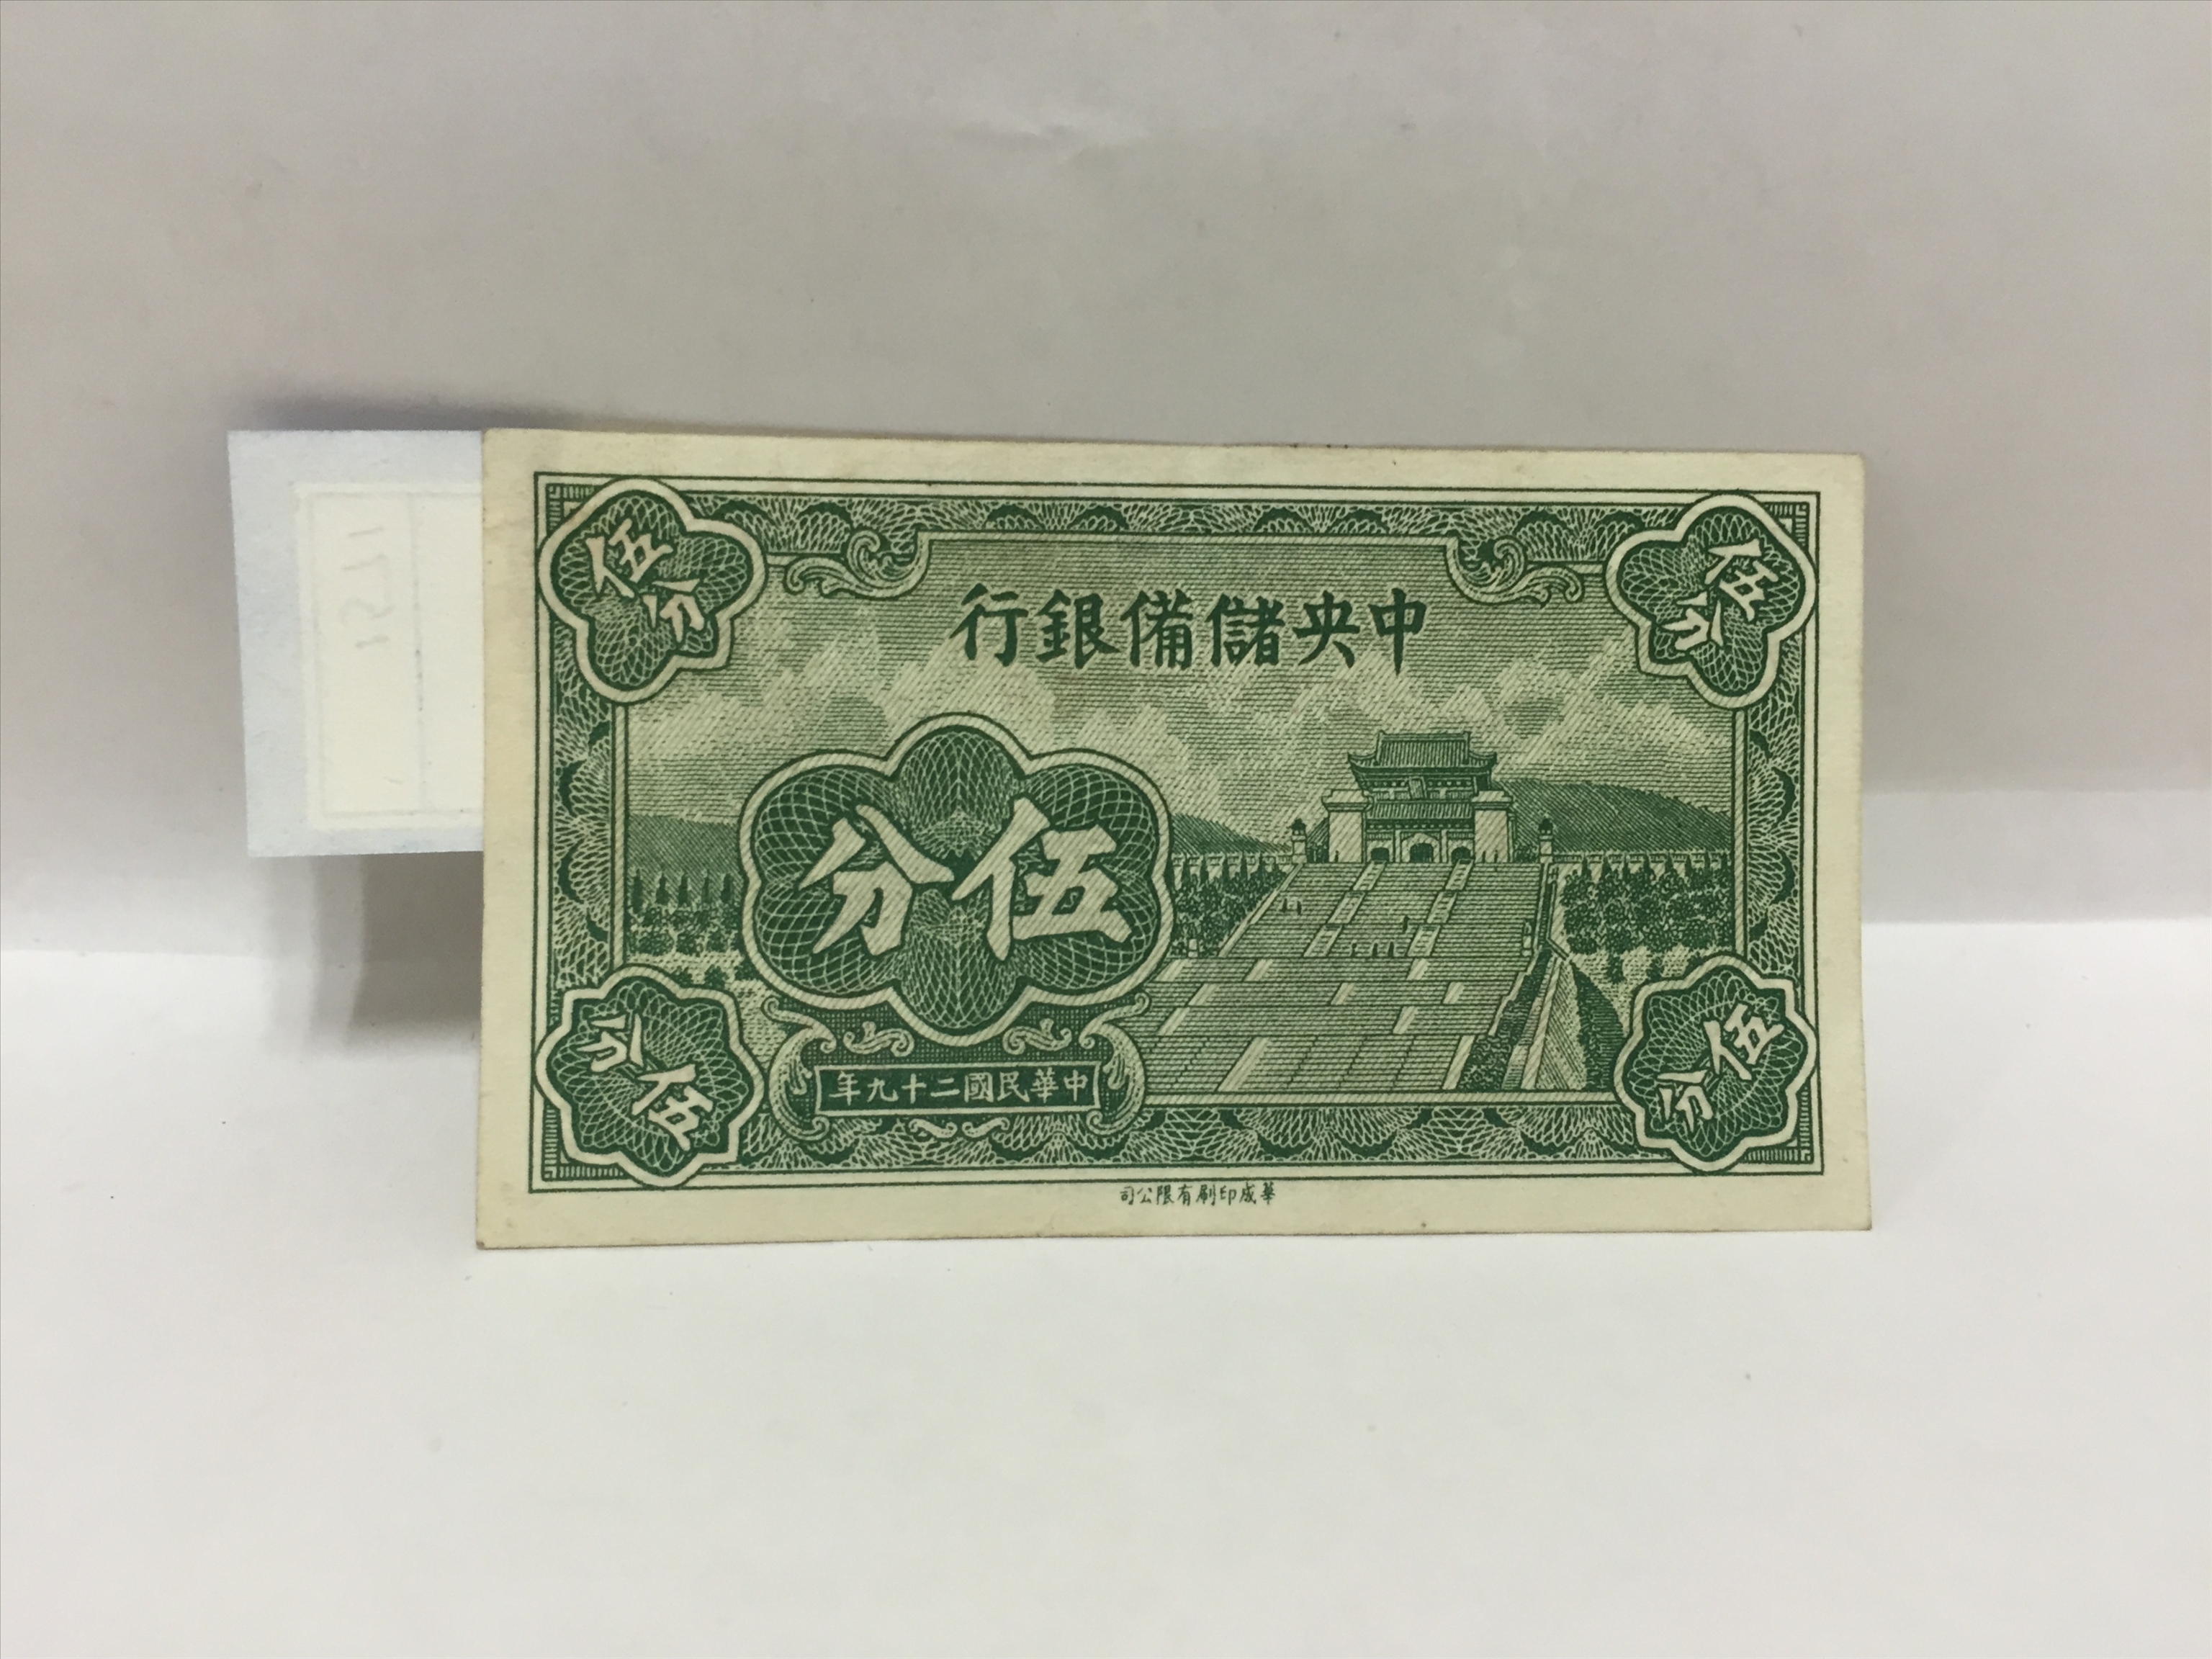 中央儲備銀行
伍分
伍分
伍分
中華民國二十九年
伍分
伍分
華成印刷有限公司